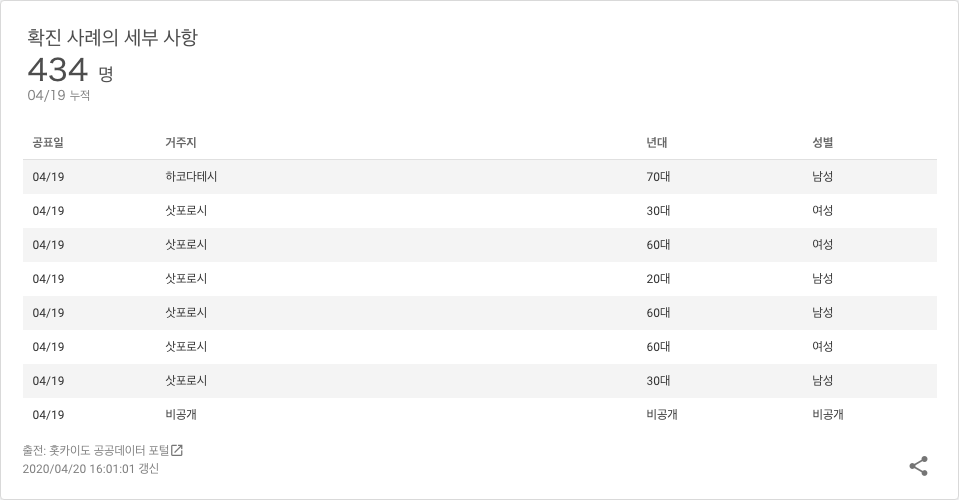 확진 사례의 세부 사항
434 명
04/19 누적
공표일 거주지 년대 성별
04/19 하코다테시 70대 남성
04/19 삿포로시 30대 여성
04/19 삿포로시 60대 여성
04/19 삿포로시 20대 남성
04/19 삿포로시 60대 남성
04/19 삿포로시 60대 여성
04/19 삿포로시 30대 남성
04/19 비공개 비공개 비공개
출전: 홋카이도 공공데이터 포털
2020/04/20 16:01:01 갱신